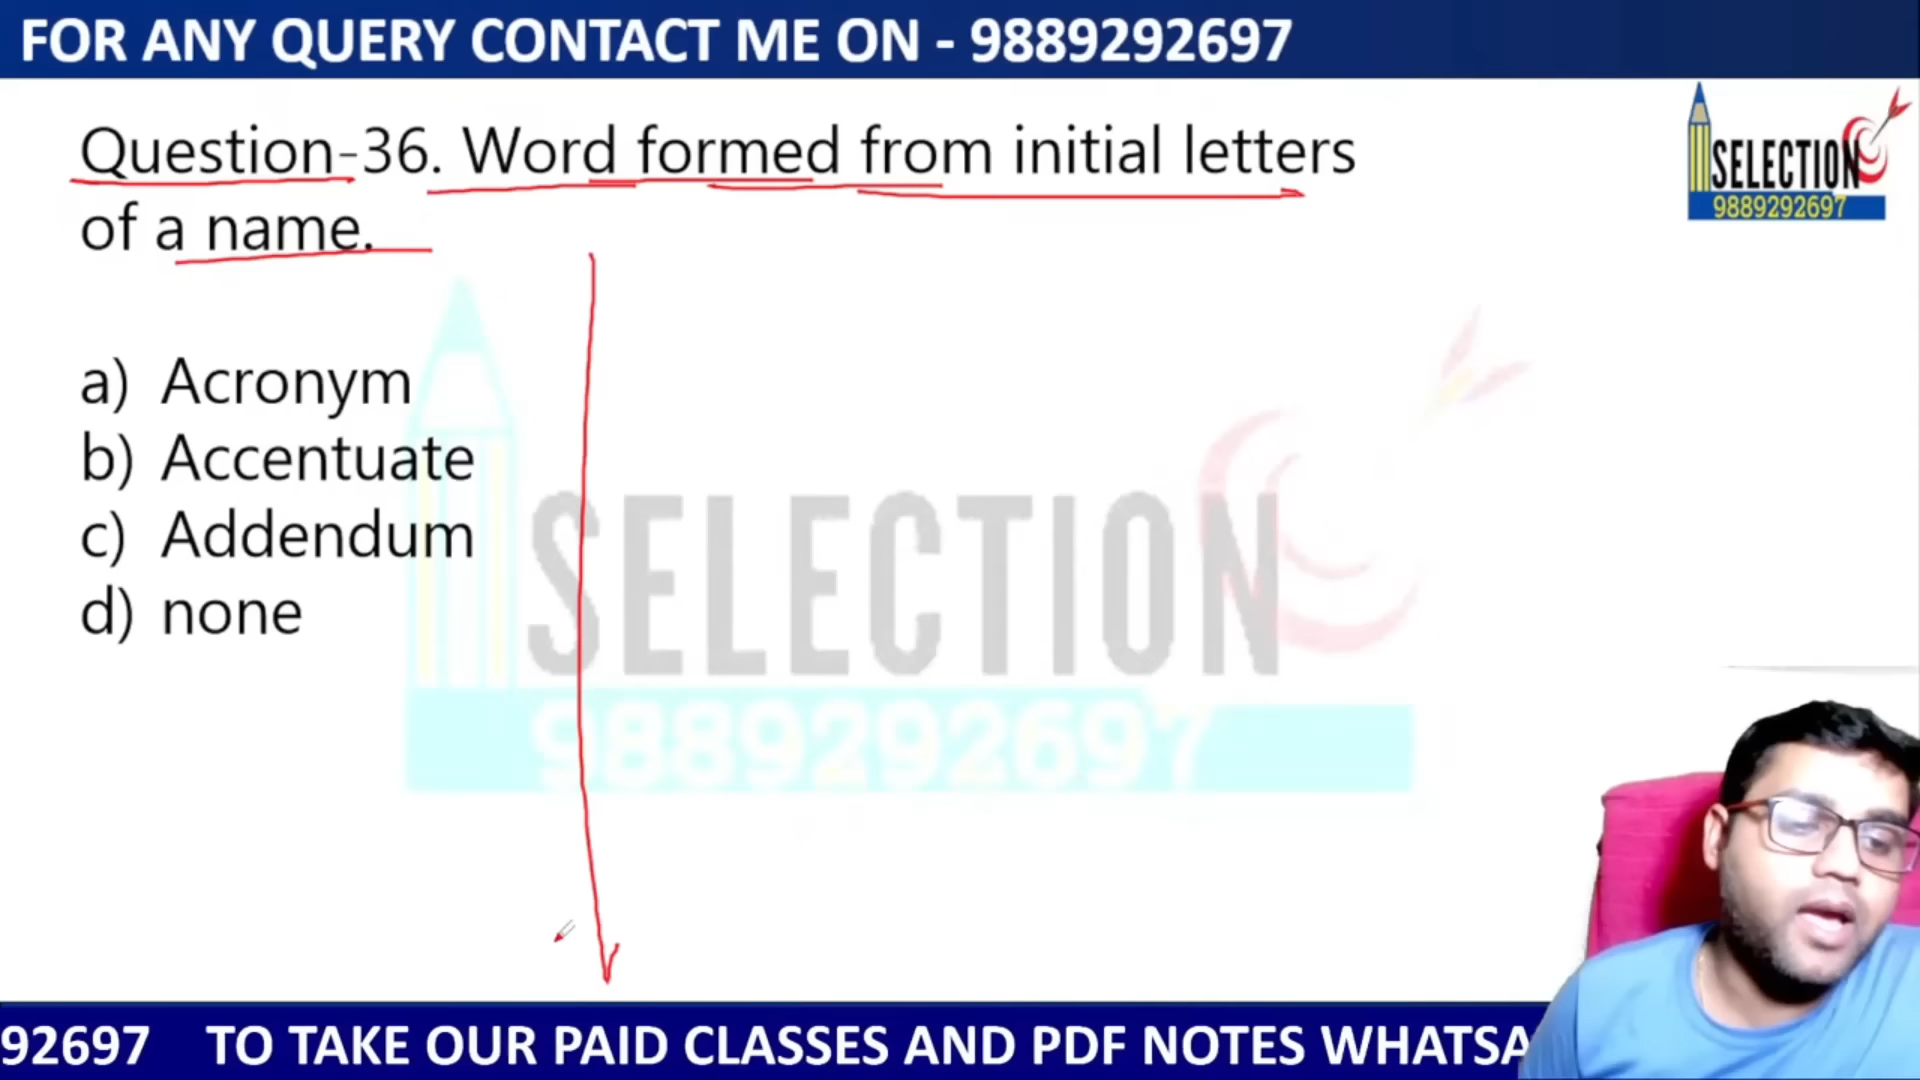 FOR ANY QUERY CONTACT ME ON - 9889292697
Question-36. Word formed from initial letters
of a name.
SELECTION
9889292697
a) Acronym
b) Accentuate
c) Addendum
d) none
SELECTION
9889292697
92697 TO TAKE OUR PAID CLASSES AND PDF NOTES WHATSA